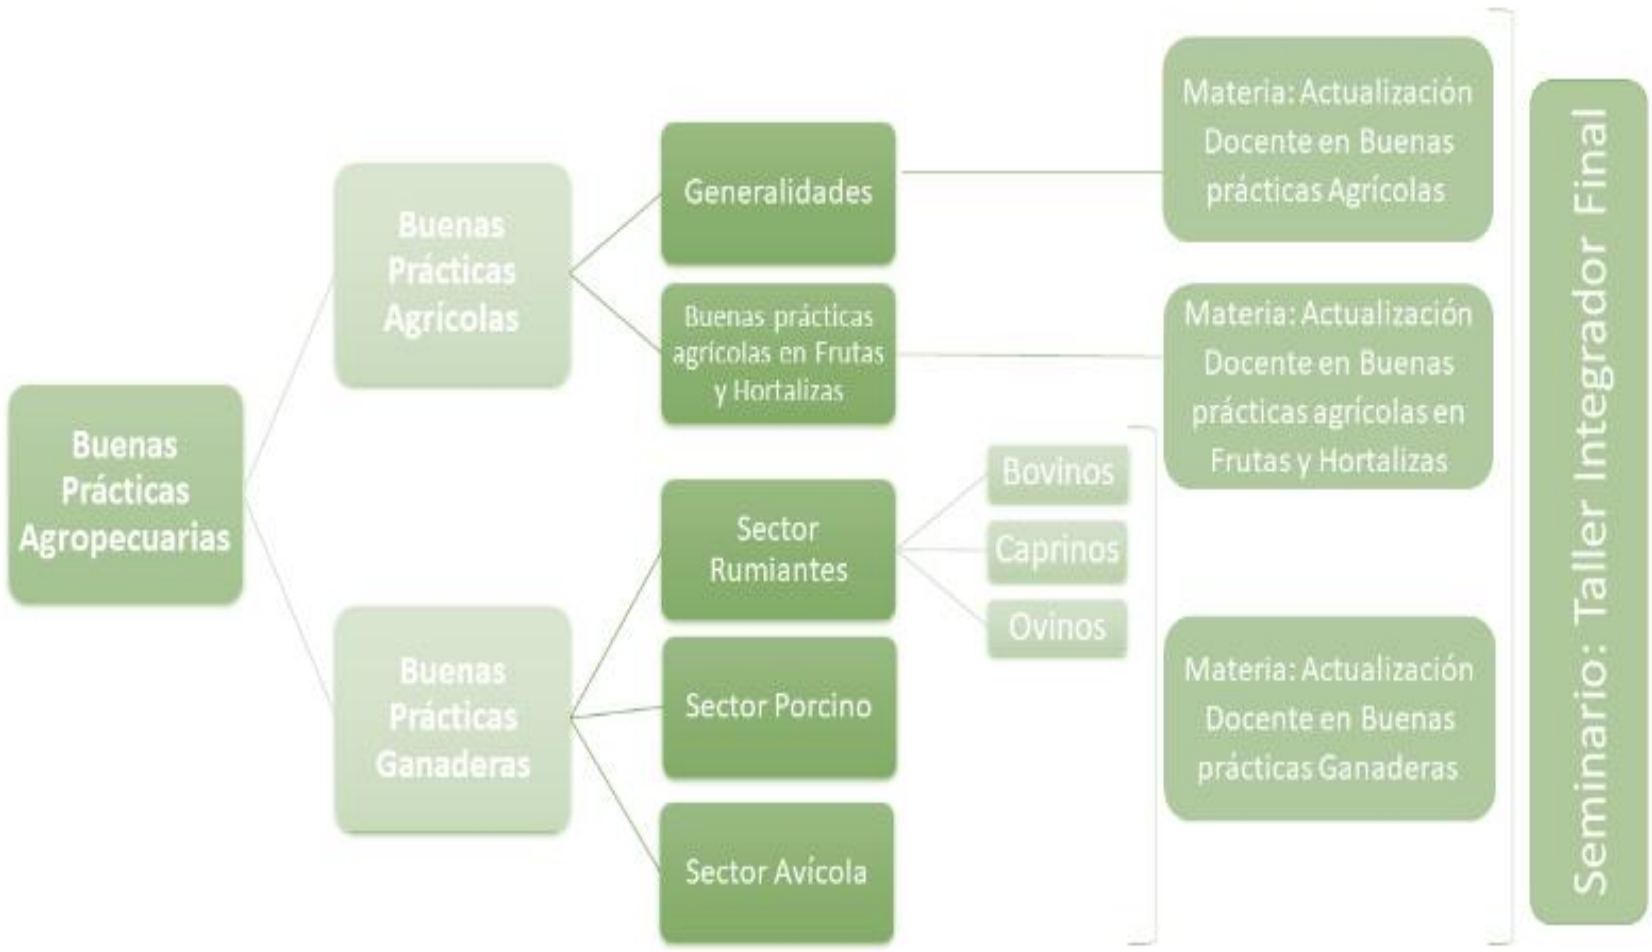 Buenas
Prácticas
Agropecuarias
Buenas
Prácticas
Agrícolas
Generalidades
Buenas prácticas
agrícolas en Frutas
y Hortalizas
Materia: Actualización
Docente en Buenas
prácticas Agrícolas
Materia: Actualización
Docente en Buenas
prácticas agrícolas en
Frutas y Hortalizas
Buenas
Prácticas
Ganaderas
Sector
Rumiantes
Bovinos
Caprinos
Ovinos
Sector Porcino
Sector Avícola
Materia: Actualización
Docente en Buenas
prácticas Ganaderas
Seminario: Taller Integrador Final